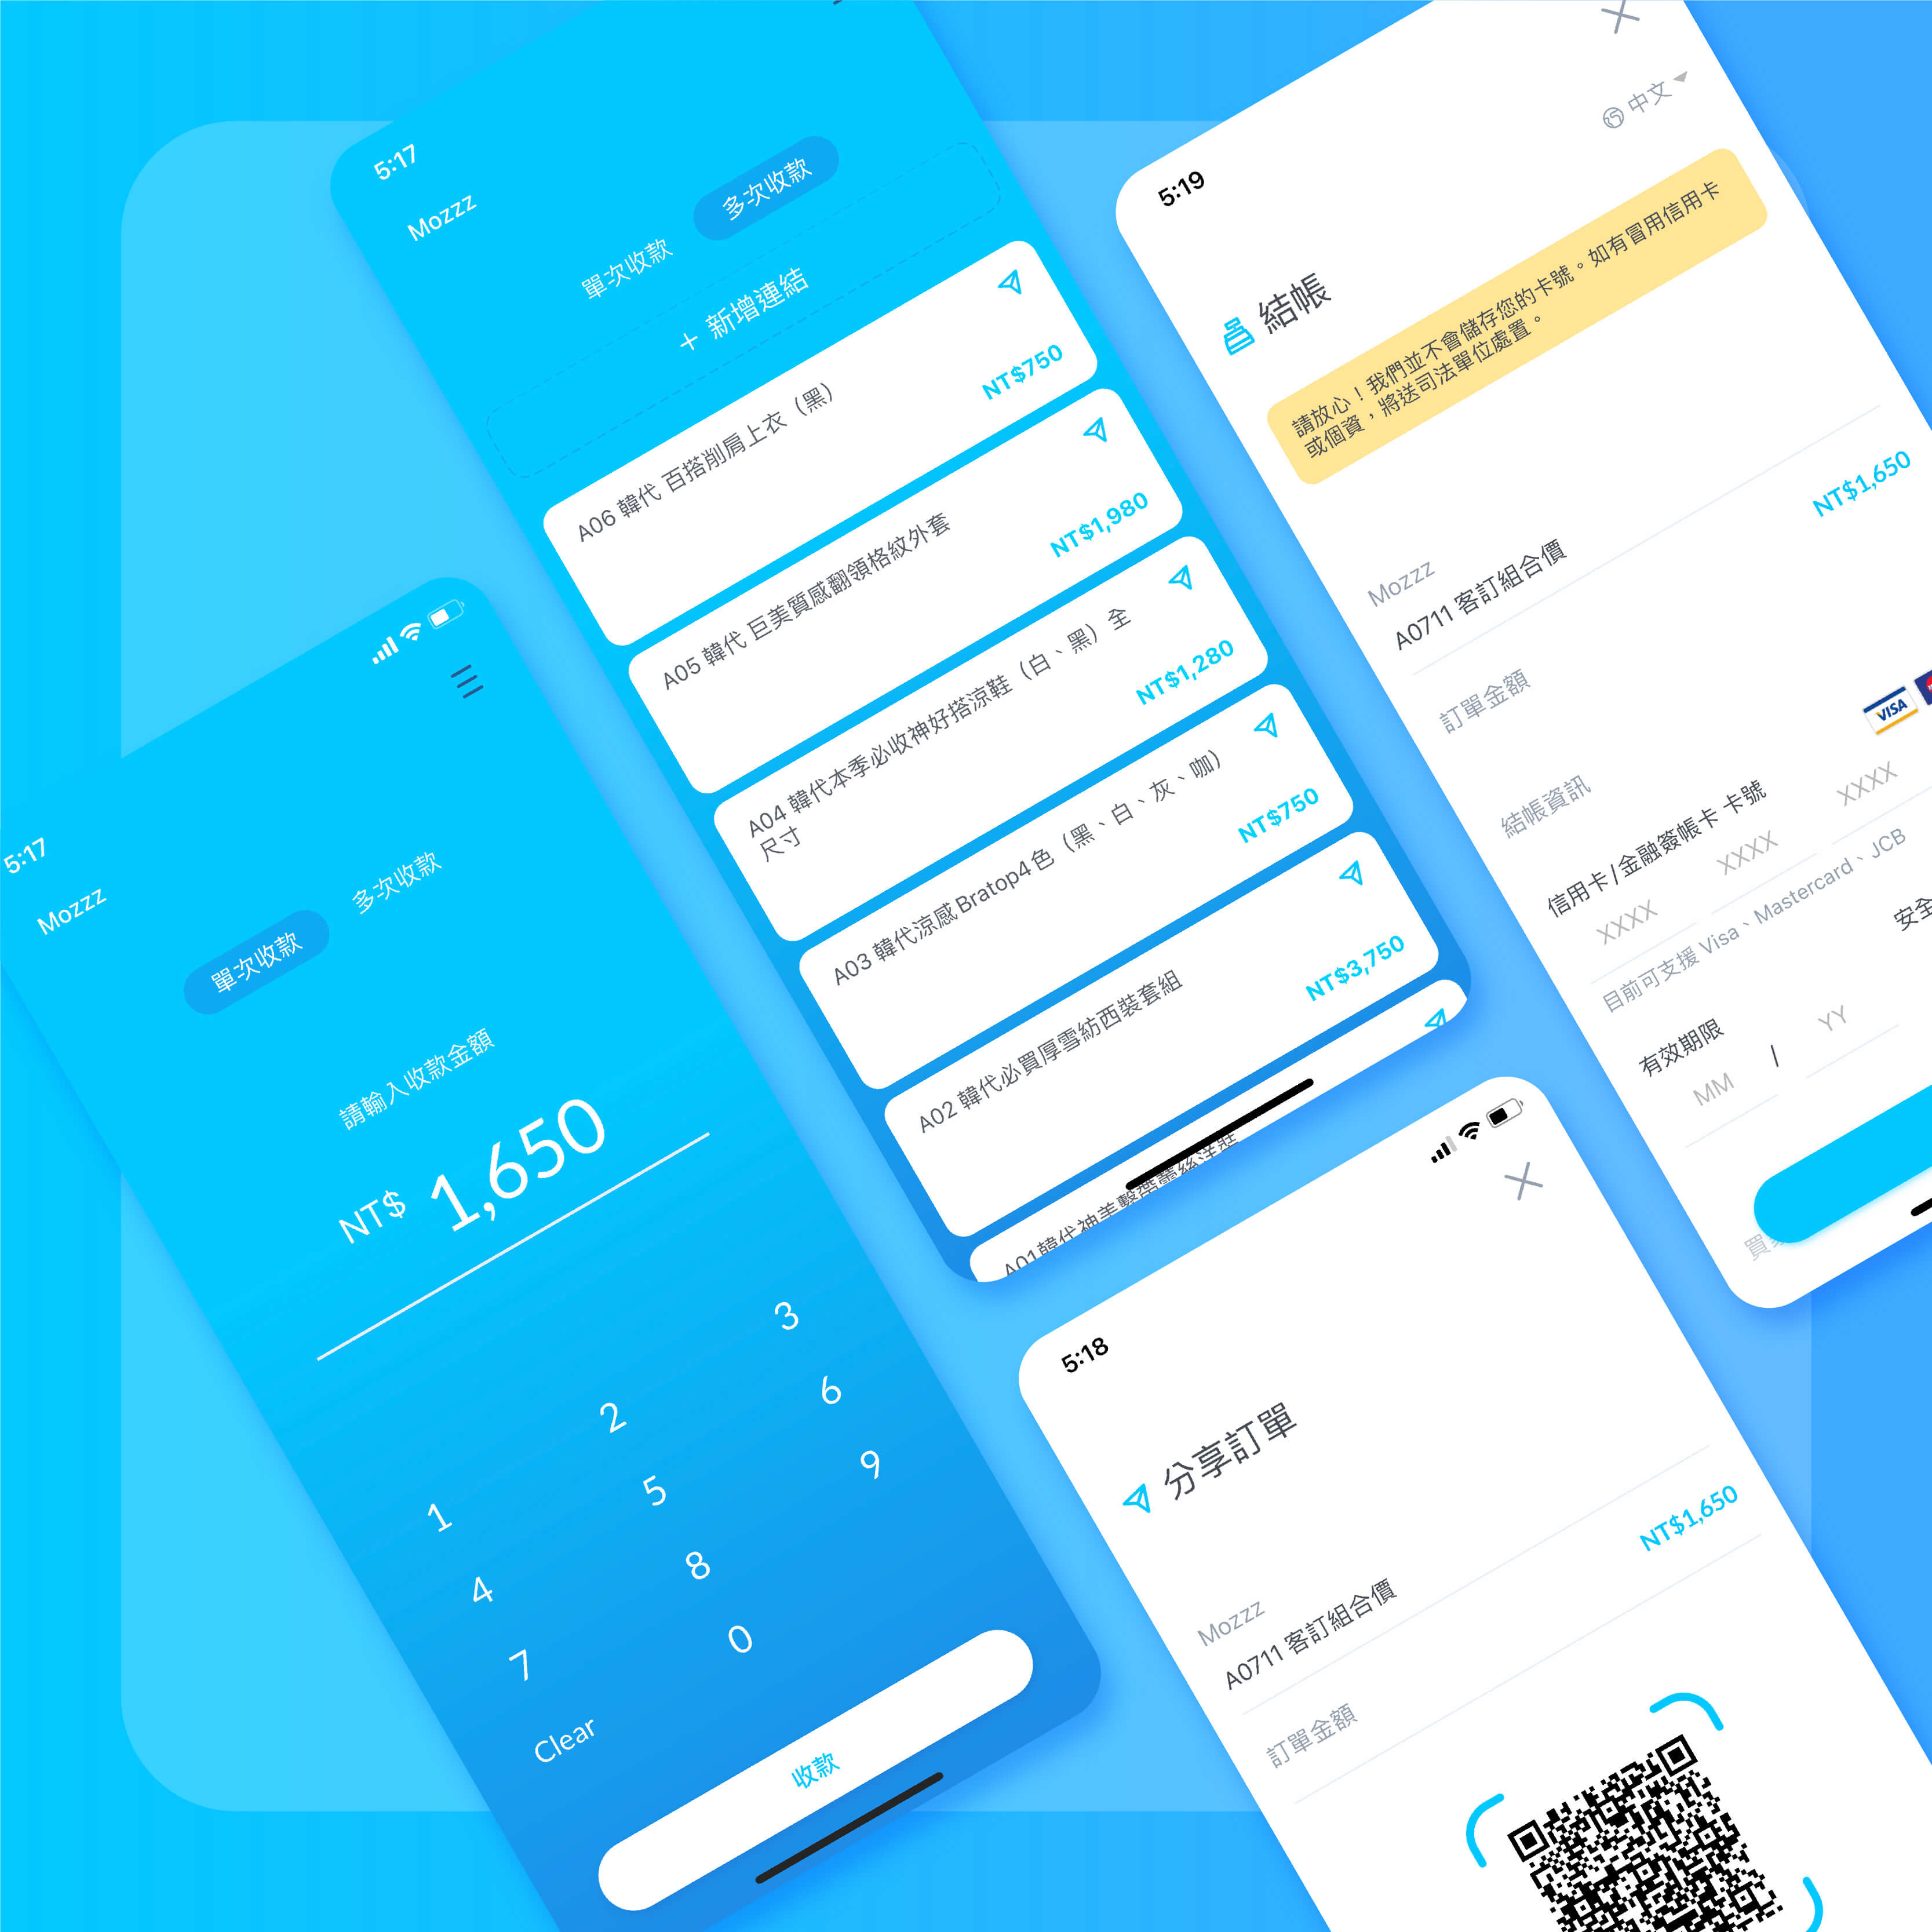 5:17
Mozzz
單次收款
多次收款
請輸入收款金額
NT$ 1,650
1 2 3
4 5 6
7 8 9
Clear 0
收款
5:17
Mozzz
單次收款
多次收款
+ 新增連結
A06 韓代 百搭削肩上衣（黑）
NT$750
A05 韓代 巨美質感翻領格紋外套
NT$1,980
A04 韓代本季必收神好搭涼鞋（白、黑）全
尺寸
NT$1,280
A03 韓代涼感 Bratop4 色（黑、白、灰、咖）
NT$750
A02 韓代必買厚雪紡西裝套組
NT$3,750
A01韓代神美
5:19
中文
結帳
請放心！我們並不會儲存您的卡號。如有冒用信用卡
或個資，將送司法單位處置。
Mozzz
A0711 客訂組合價
NT$1,650
訂單金額
結帳資訊
VISA
信用卡/金融簽帳卡 卡號
XXXX XXXX XXXX
目前可支援 Visa、Mastercard、JCB
有效期限
安全
MM / YY
買
5:18
分享訂單
Mozzz
A0711 客訂組合價
NT$1,650
訂單金額